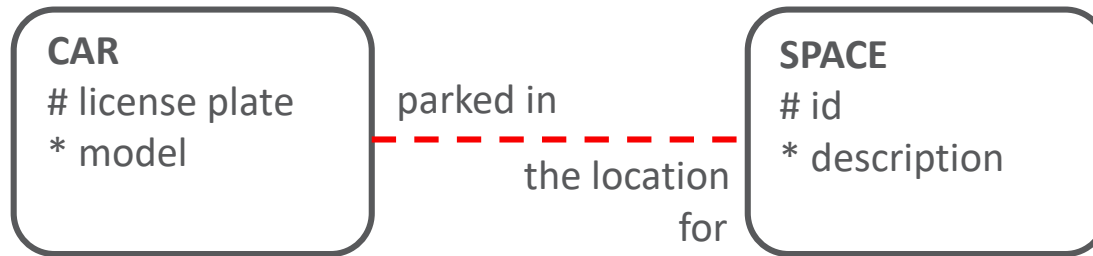 CAR
# license plate
* model
parked in
the location
for
SPACE
# id
* description